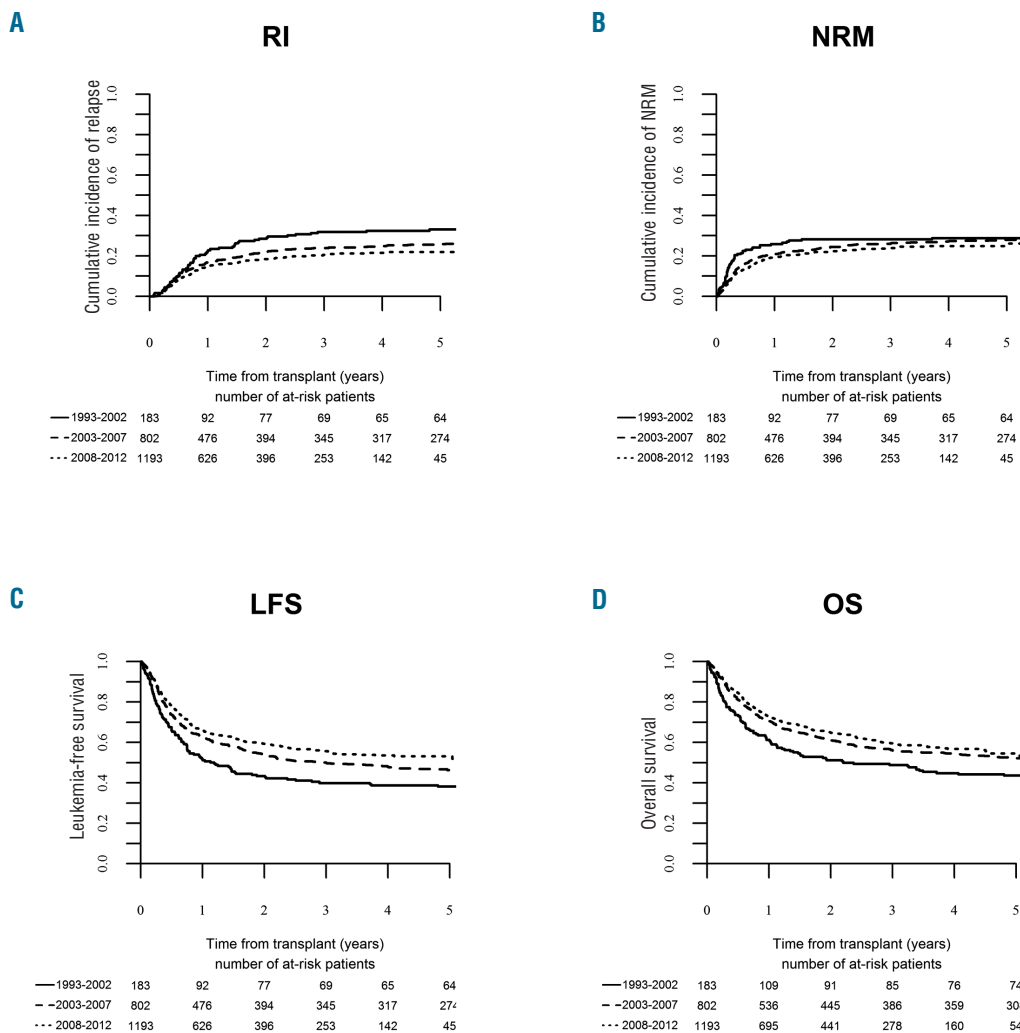 A
RI
Cumulative incidence of relapse
0.0 0.2 0.4 0.6 0.8 1.0
0 1 2 3 4 5
Time from transplant (years)
number of at-risk patients
1993-2002 183 92 77 69 65 64
2003-2007 802 476 394 345 317 274
2008-2012 1193 626 396 253 142 45
B
NRM
Cumulative incidence of NRM
0.0 0.2 0.4 0.6 0.8 1.0
0 1 2 3 4 5
Time from transplant (years)
number of at-risk patients
1993-2002 183 92 77 69 65 64
2003-2007 802 476 394 345 317 274
2008-2012 1193 626 396 253 142 45
C
LFS
Leukemia-free survival
0.0 0.2 0.4 0.6 0.8 1.0
0 1 2 3 4 5
Time from transplant (years)
number of at-risk patients
1993-2002 183 92 77 69 65 64
2003-2007 802 476 394 345 317 274
2008-2012 1193 626 396 253 142 45
D
OS
Overall survival
0.0 0.2 0.4 0.6 0.8 1.0
0 1 2 3 4 5
Time from transplant (years)
number of at-risk patients
1993-2002 183 109 91 85 76 74
2003-2007 802 536 445 386 359
2008-2012 1193 695 441 278 160 54